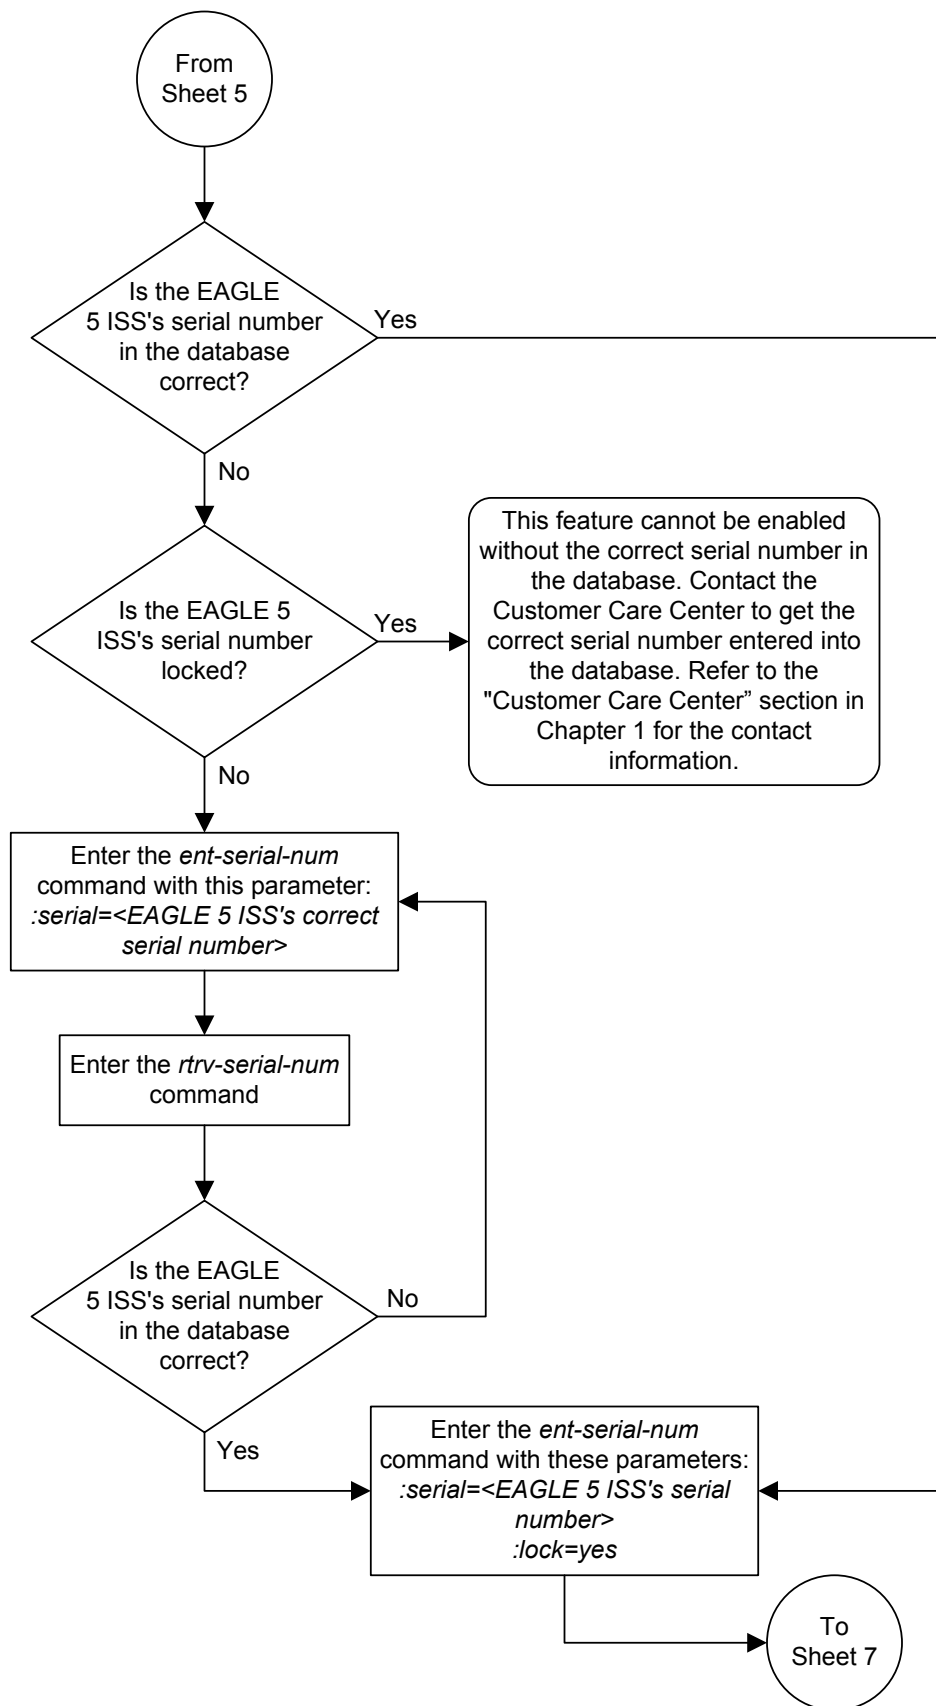 From
Sheet 5
Is the EAGLE
5 ISS's serial number
in the database
correct?
Yes
No
Is the EAGLE 5
ISS's serial number
locked?
Yes
This feature cannot be enabled
without the correct serial number in
the database. Contact the
Customer Care Center to get the
correct serial number entered into
the database. Refer to the
"Customer Care Center” section in
Chapter 1 for the contact
information.
No
Enter the ent-serial-num
command with this parameter:
:serial=<EAGLE 5 ISS's correct
serial number>
Enter the rtrv-serial-num
command
Is the EAGLE
5 ISS's serial number
in the database
correct?
No
Yes
Enter the ent-serial-num
command with these parameters:
:serial=<EAGLE 5 ISS's serial
number>
:lock=yes
To
Sheet 7